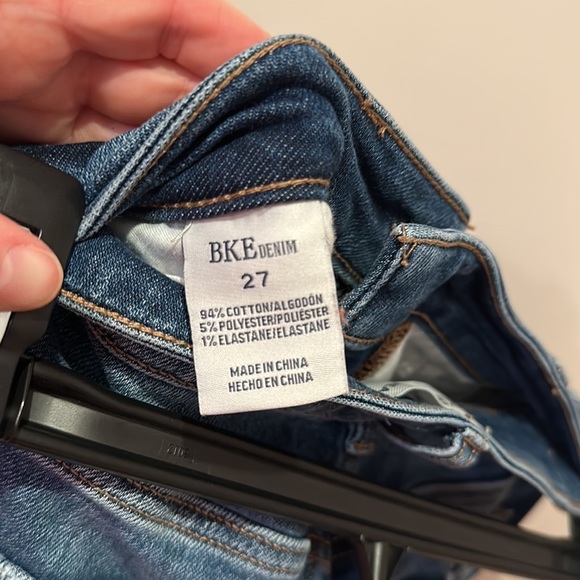 BKE DENIM
27
94% COTTON/ALGODÓN
5% POLYESTER/POLIÉSTER
1% ELASTANE/ELASTANE
MADE IN CHINA
HECHO EN CHINA